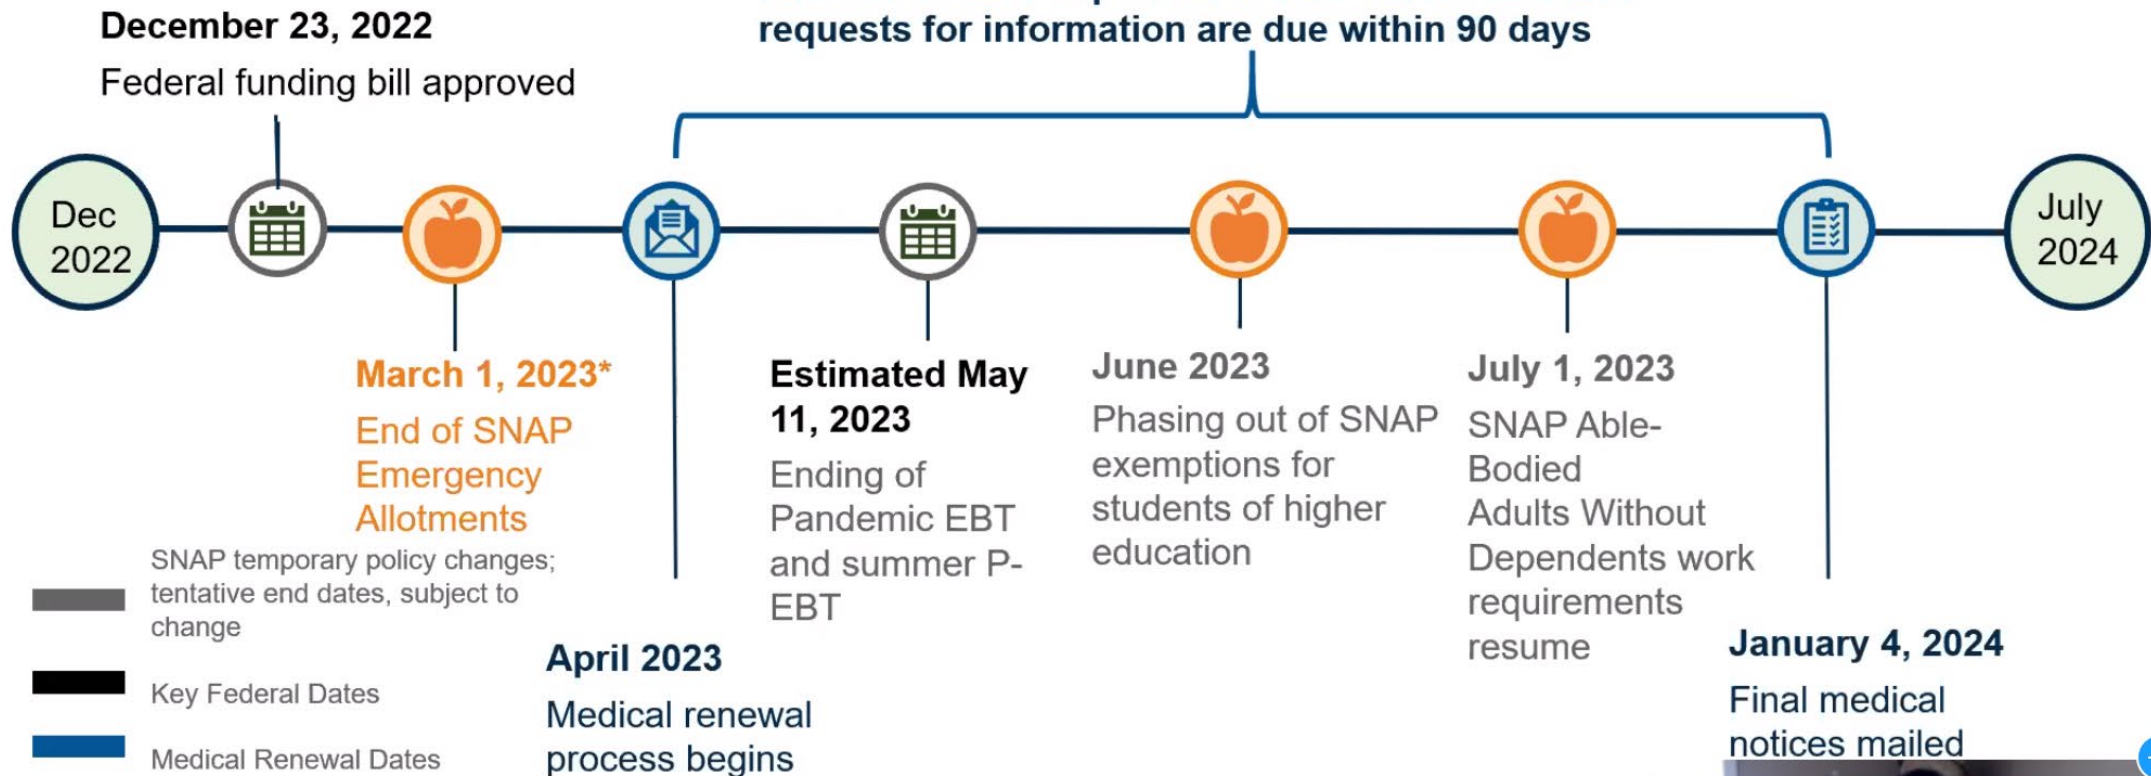 December 23, 2022
Federal funding bill approved
requests for information are due within 90 days
Dec
2022
July
2024
March 1, 2023*
End of SNAP
Emergency
Allotments
April 2023
Medical renewal
process begins
Estimated May
11, 2023
Ending of
Pandemic EBT
and summer P-
EBT
June 2023
Phasing out of SNAP
exemptions for
students of higher
education
July 1, 2023
SNAP Able-
Bodied
Adults Without
Dependents work
requirements
resume
January 4, 2024
Final medical
notices mailed
SNAP temporary policy changes;
tentative end dates, subject to
change
Key Federal Dates
Medical Renewal Dates